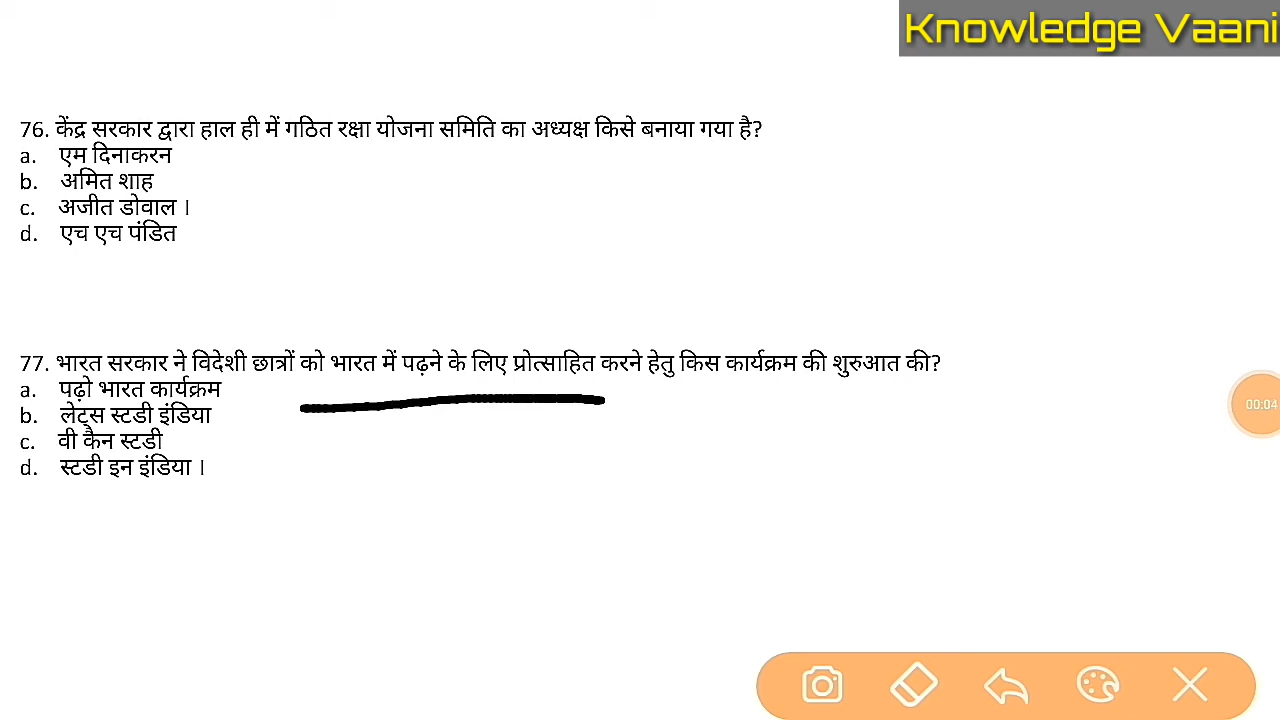 Knowledge Vaani
76. केंद्र सरकार द्वारा हाल ही में गठित रक्षा योजना समिति का अध्यक्ष किसे बनाया गया है?
a. एम दिनाकरन
b. अमित शाह
c. अजीत डोवाल ।
d. एच एच पंडित
77. भारत सरकार ने विदेशी छात्रों को भारत में पढ़ने के लिए प्रोत्साहित करने हेतु किस कार्यक्रम की शुरुआत की?
a. पढ़ो भारत कार्यक्रम
b. लेट्स स्टडी इंडिया
c. वी कैन स्टडी
d. स्टडी इन इंडिया ।
00:04